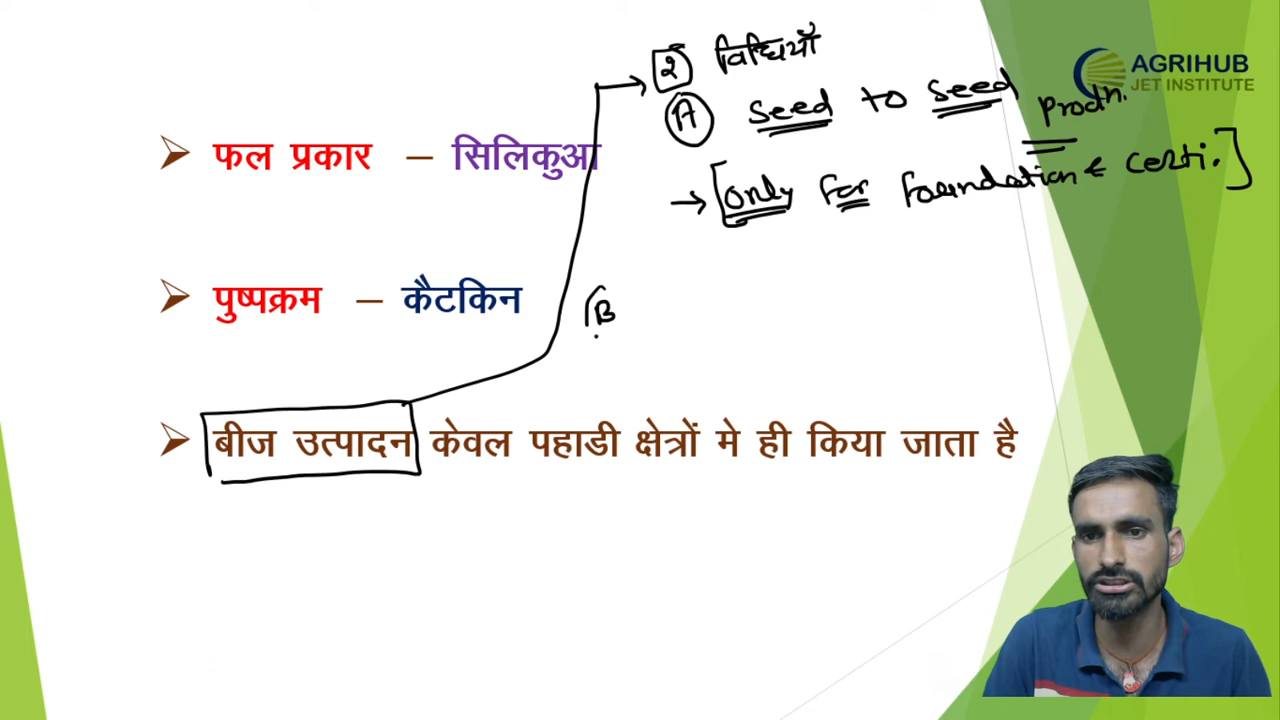 २ विधियाँ
AGRIHUB
JET INSTITUTE
A Seed to Seed Prodn.
→ [only for foundation & certi.]
फल प्रकार – सिलिकुआ
पुष्पक्रम – कैटकिन
B
बीज उत्पादन केवल पहाडी क्षेत्रों मे ही किया जाता है